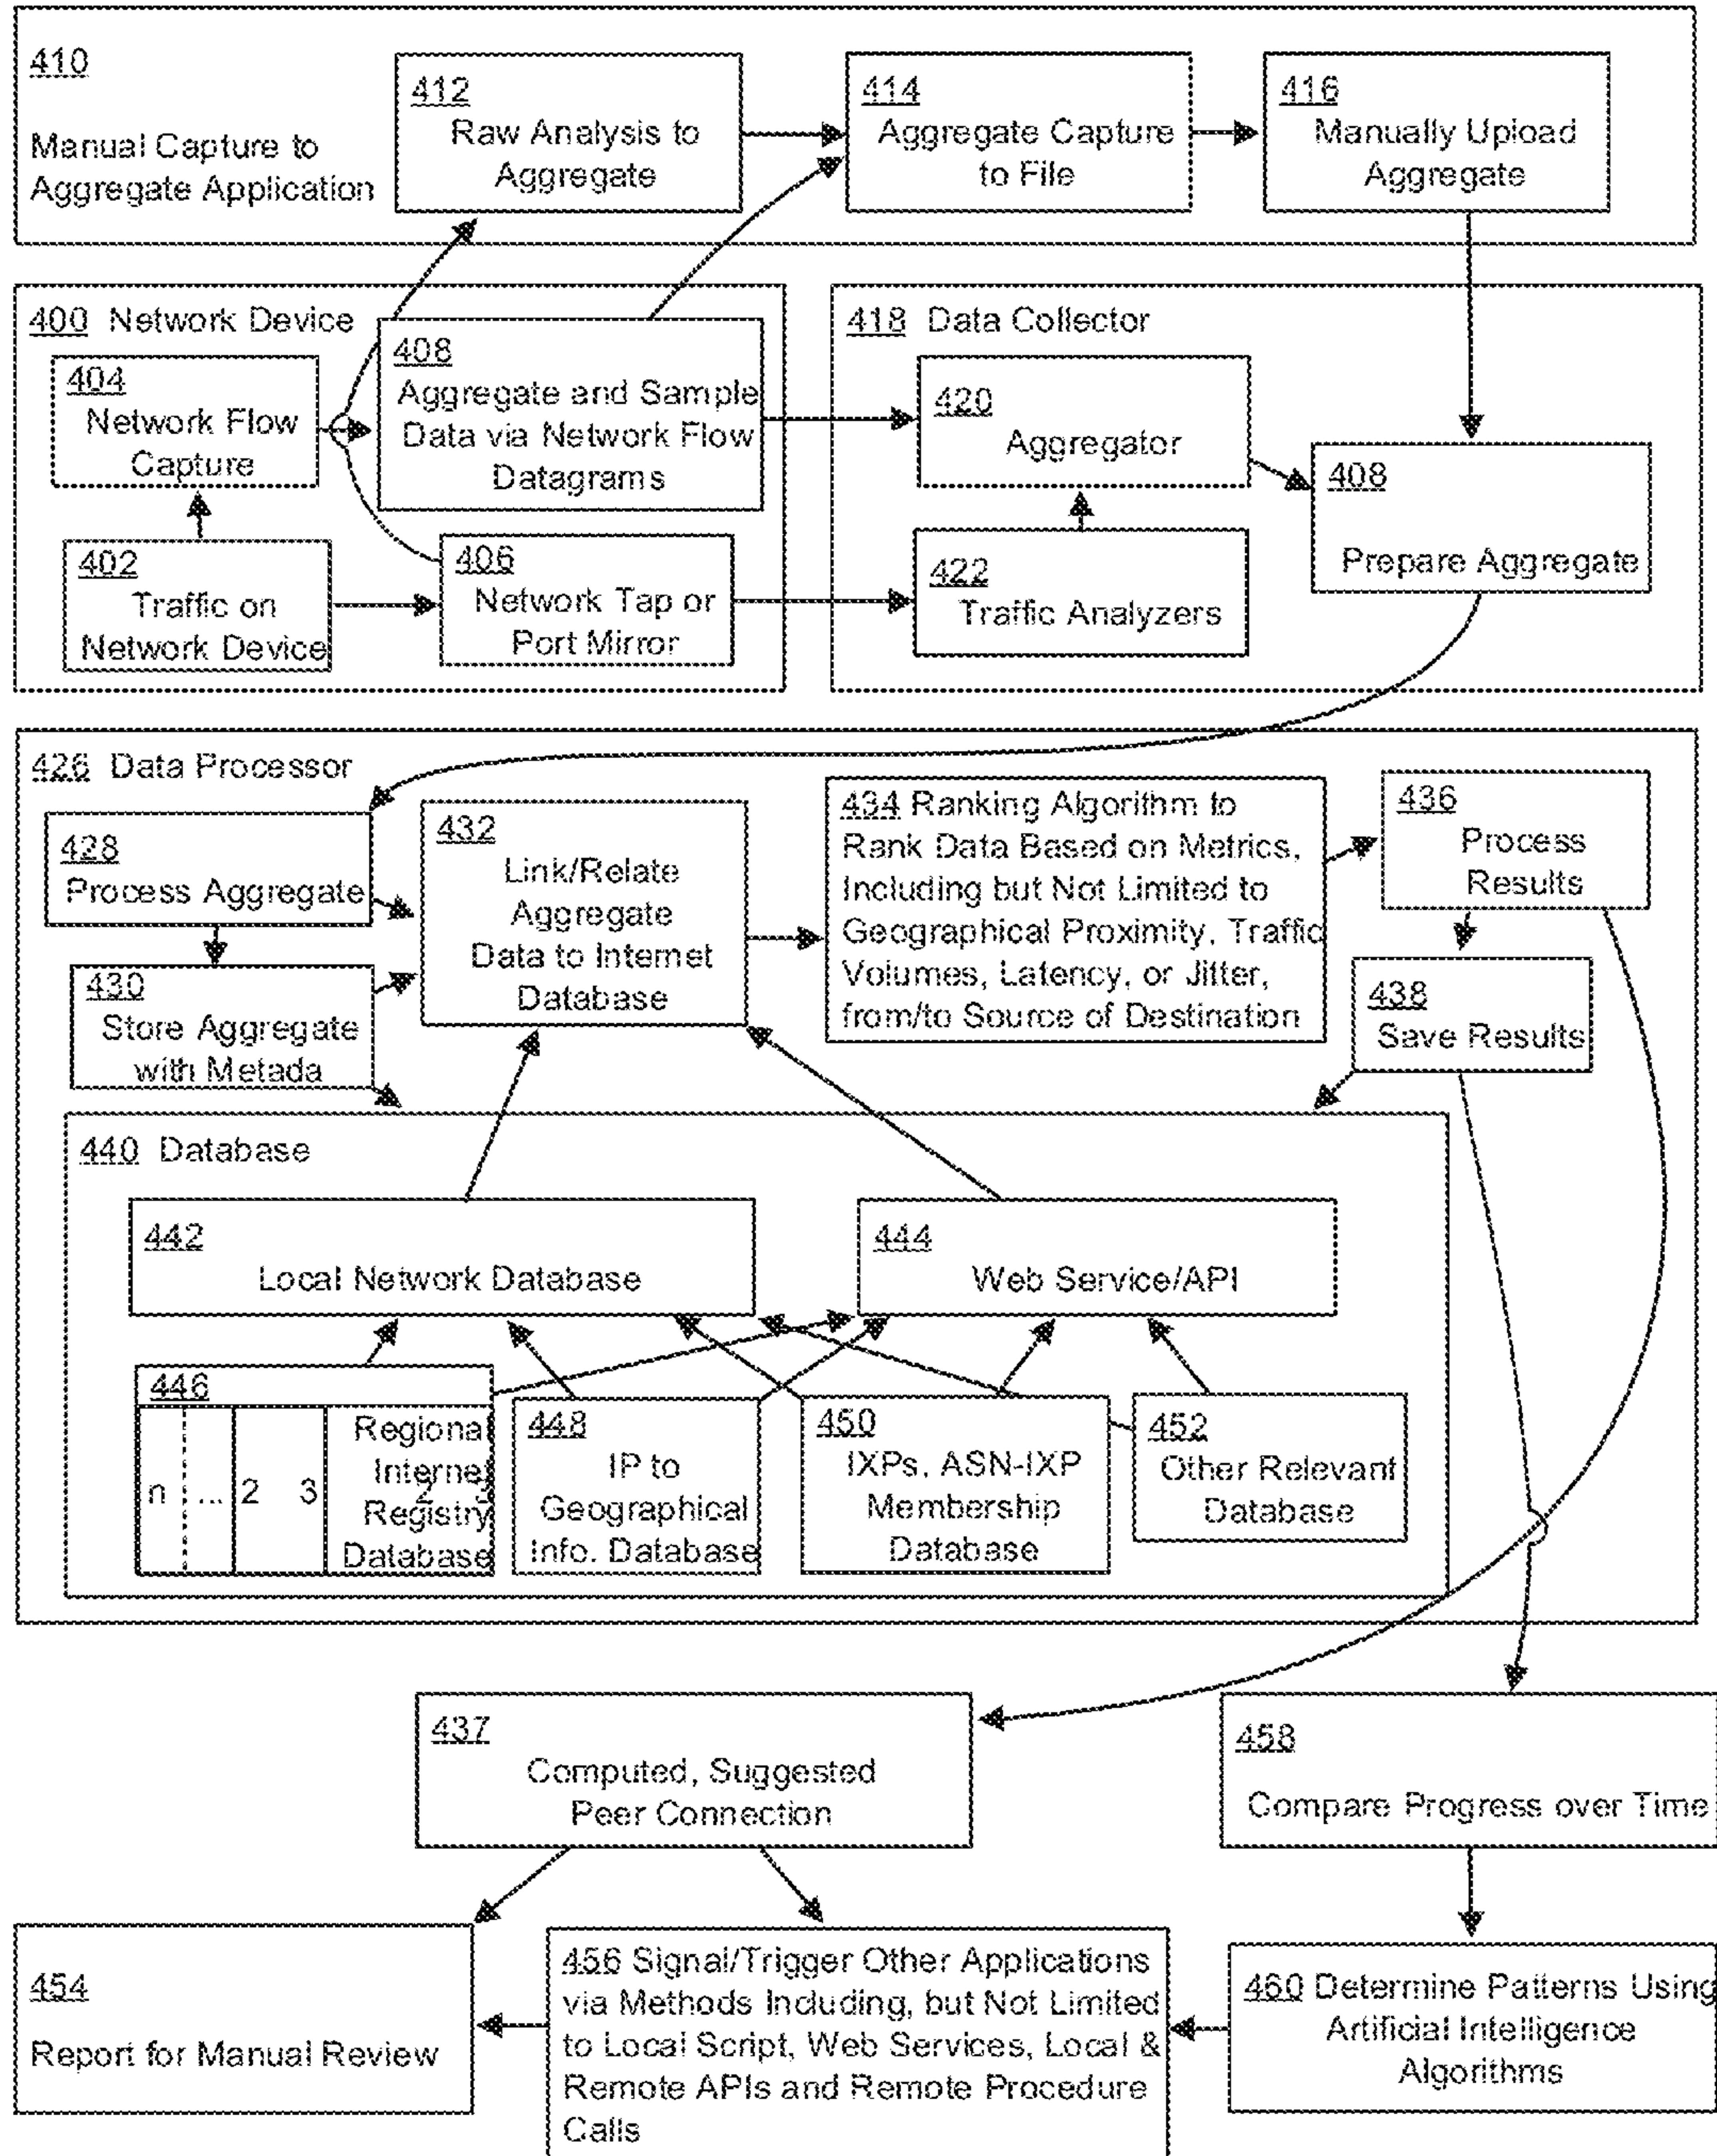 410
Manual Capture to
Aggregate Application
412
Raw Analysis to
Aggregate
414
Aggregate Capture
to File
416
Manually Upload
Aggregate
400 Network Device
404
Network Flow
Capture
408
Aggregate and Sample
Data via Network Flow
Datagrams
402
Traffic on
Network Device
406
Network Tap or
Port Mirror
418 Data Collector
420
Aggregator
422
Traffic Analyzers
408
Prepare Aggregate
426 Data Processor
428
Process Aggregate
430
Store Aggregate
with Metada
432
Link/Relate
Aggregate
Data to Internet
Database
434 Ranking Algorithm to
Rank Data Based on Metrics,
Including but Not Limited to
Geographical Proximity, Traffic
Volumes, Latency, or Jitter,
from/to Source of Destination
436
Process
Results
438
Save Results
440 Database
442
Local Network Database
444
Web Service/API
446
n ... 2 3
Regional
Internet
Registry
Database
2 3
448
IP to
Geographical
Info. Database
450
IXPs, ASN-IXP
Membership
Database
452
Other Relevant
Database
437
Computed, Suggested
Peer Connection
458
Compare Progress over Time
454
Report for Manual Review
456 Signal/Trigger Other Applications
via Methods Including, but Not Limited
to Local Script, Web Services, Local &
Remote APIs and Remote Procedure
Calls
460 Determine Patterns Using
Artificial Intelligence
Algorithms